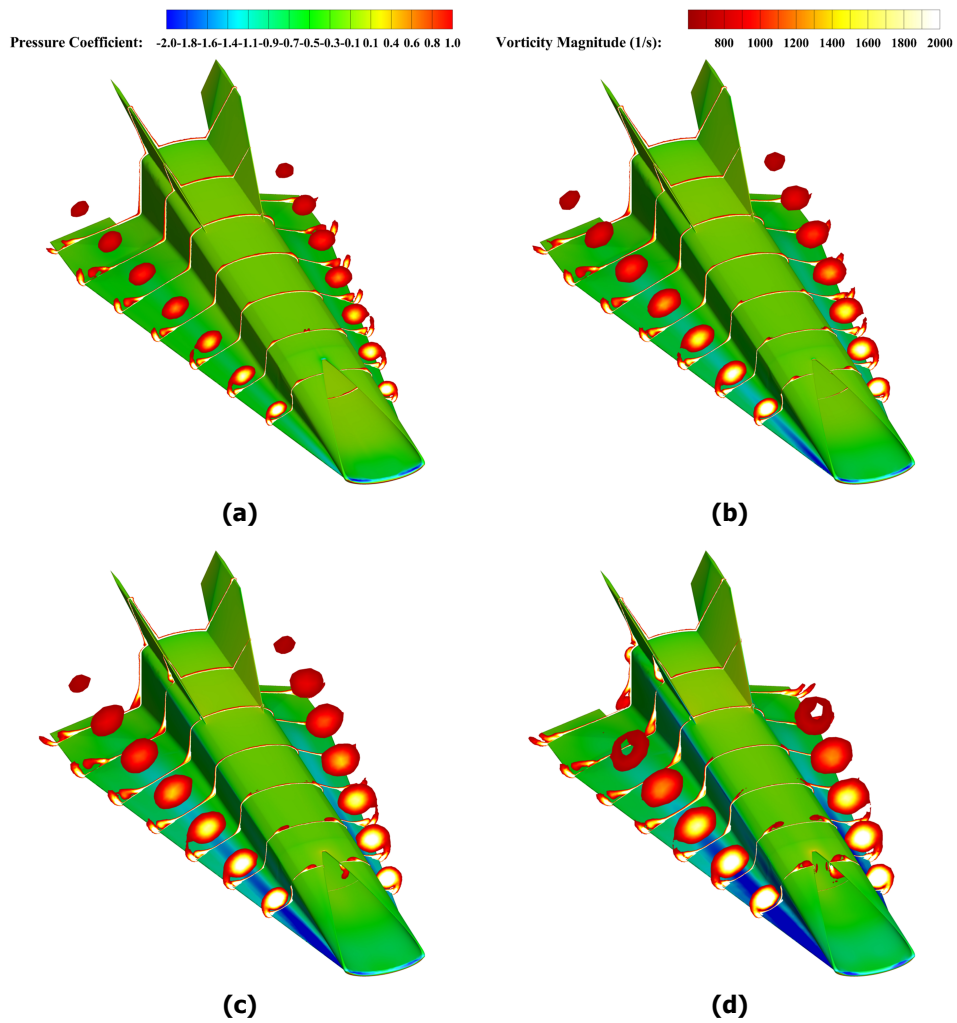 Pressure Coefficient: -2.0-1.8-1.6-1.4-1.1-0.9-0.7-0.5-0.3-0.1 0.1 0.4 0.6 0.8 1.0
Vorticity Magnitude (1/s): 800 1000 1200 1400 1600 1800 2000
(a)
(b)
(c)
(d)